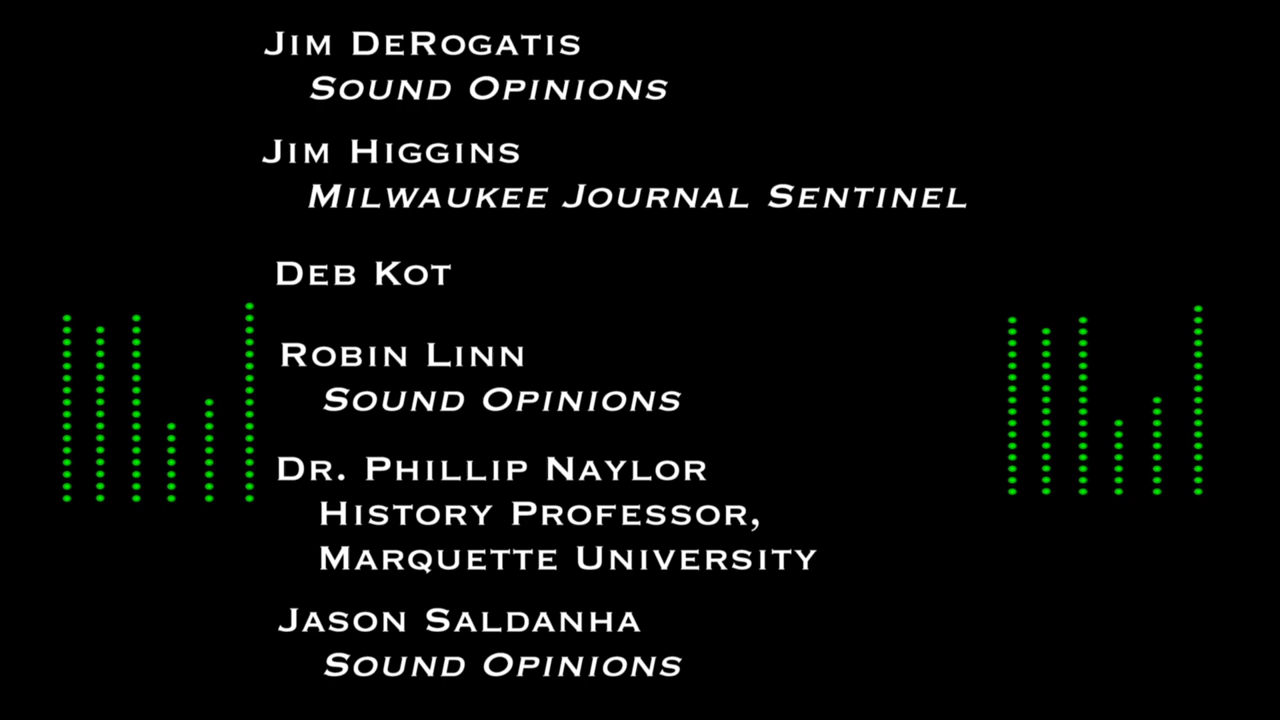 Jim DeRogatis
Sound Opinions
Jim Higgins
Milwaukee Journal Sentinel
Deb Kot
Robin Linn
Sound Opinions
Dr. Phillip Naylor
History Professor,
Marquette University
Jason Saldanha
Sound Opinions